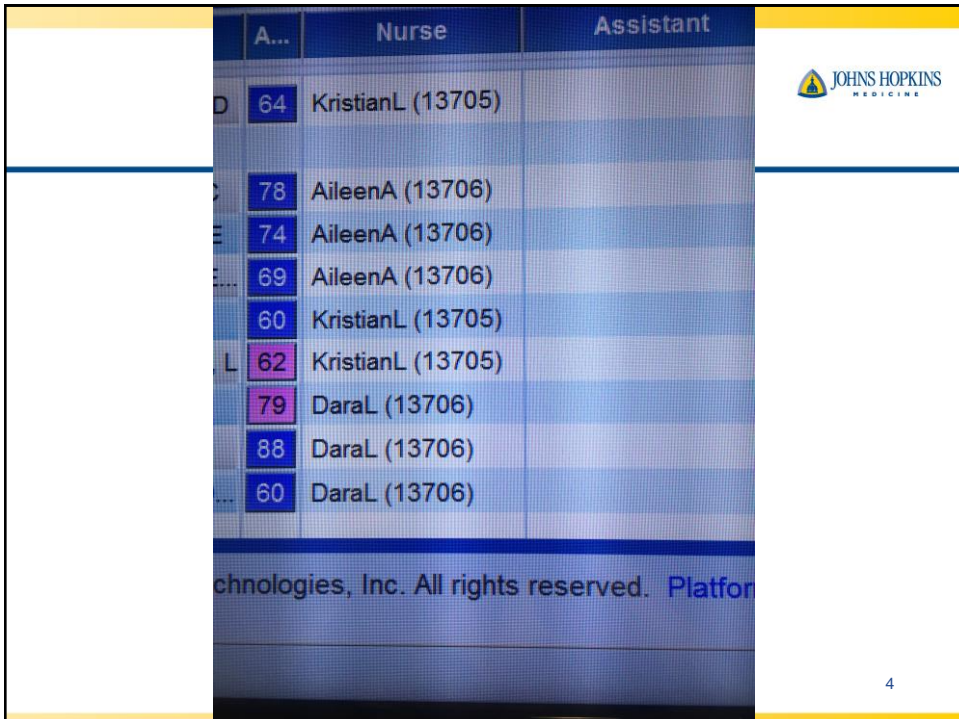 A... Nurse Assistant
JOHNS HOPKINS
MEDICINE
D 64 KristianL (13705)
78 AileenA (13706)
E 74 AileenA (13706)
E... 69 AileenA (13706)
60 KristianL (13705)
L 62 KristianL (13705)
79 DaraL (13706)
88 DaraL (13706)
... 60 DaraL (13706)
chnologies, Inc. All rights reserved. Platfor
4